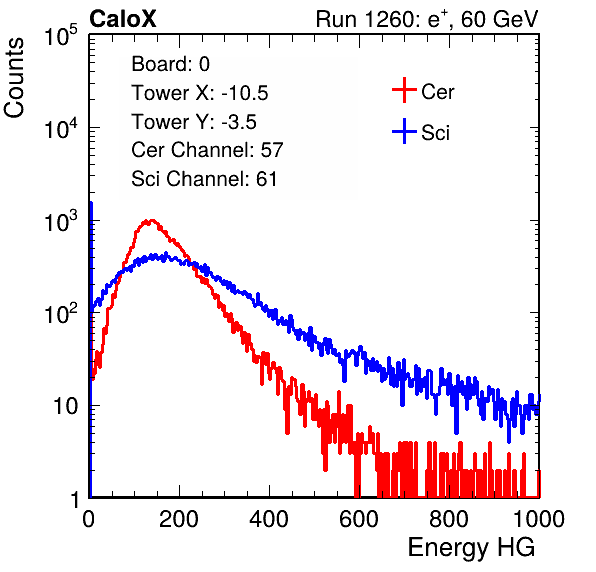 CaloX Run 1260: e⁺, 60 GeV
Counts
10⁵
10⁴
10³
10²
10
1
Board: 0
Tower X: -10.5
Tower Y: -3.5
Cer Channel: 57
Sci Channel: 61
Cer
Sci
0 200 400 600 800 1000
Energy HG